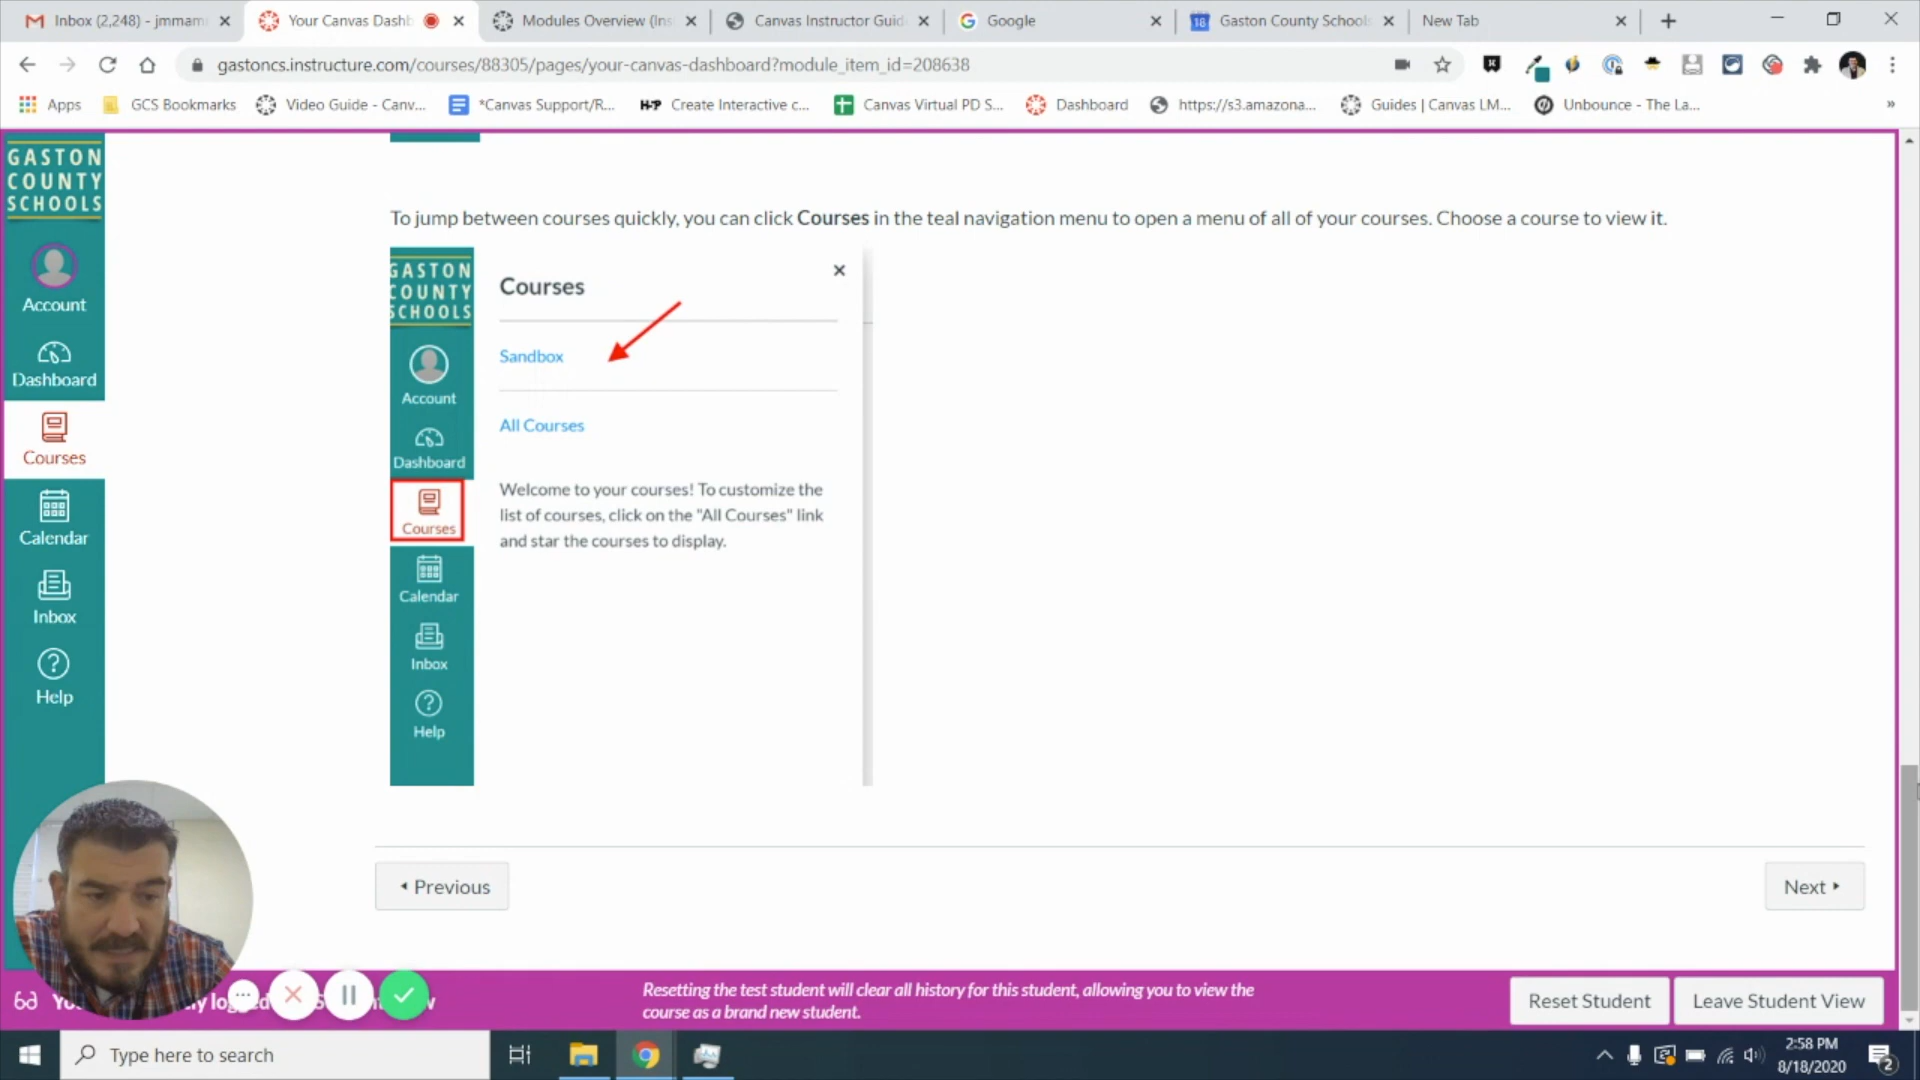 Inbox (2,248) - jmmam
Your Canvas Dashb
Modules Overview (Ins
Canvas Instructor Guid
Google
18
Gaston County Schools
New Tab
gastoncs.instructure.com/courses/88305/pages/your-canvas-dashboard?module_item_id=208638
Apps
GCS Bookmarks
Video Guide - Canv...
*Canvas Support/R...
H-P
Create Interactive c...
Canvas Virtual PD S...
Dashboard
https://s3.amazona...
Guides | Canvas LM...
Unbounce - The La...
GASTON
COUNTY
SCHOOLS
Account
Dashboard
Courses
Calendar
Inbox
Help
To jump between courses quickly, you can click Courses in the teal navigation menu to open a menu of all of your courses. Choose a course to view it.
GASTON
COUNTY
SCHOOLS
Account
Dashboard
Courses
Calendar
Inbox
Help
Courses
Sandbox
All Courses
Welcome to your courses! To customize the
list of courses, click on the "All Courses" link
and star the courses to display.
Previous
Next
Resetting the test student will clear all history for this student, allowing you to view the
course as a brand new student.
Reset Student
Leave Student View
Type here to search
2:58 PM
8/18/2020
2